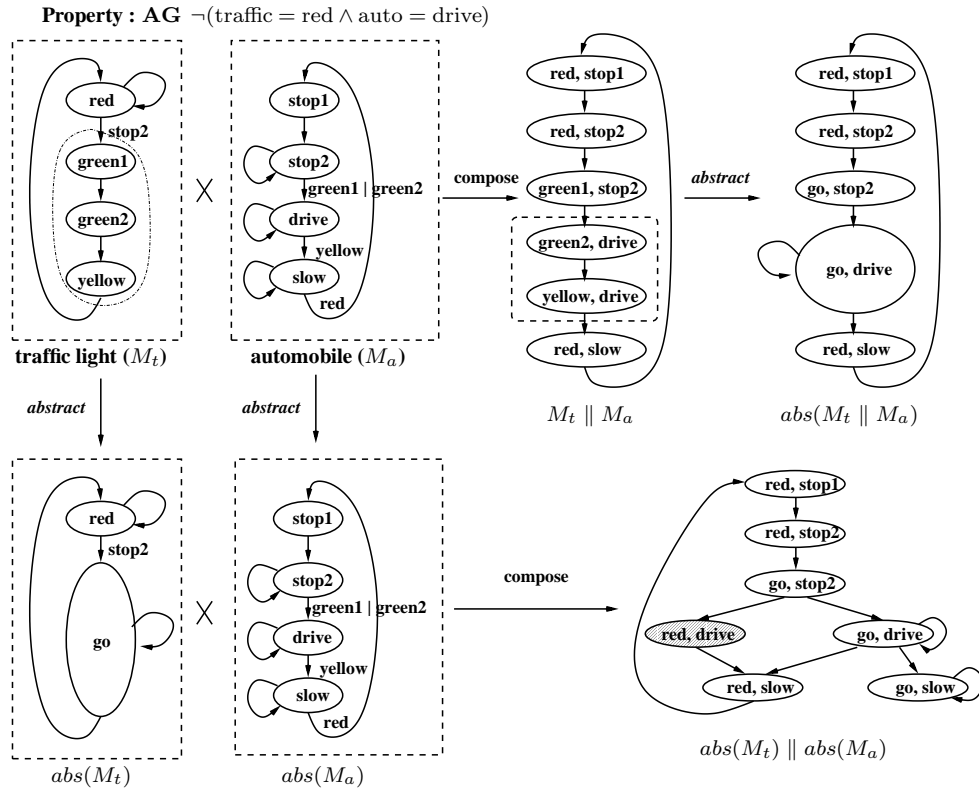 Property : AG ¬(traffic = red ∧ auto = drive)
red
stop2
green1
green2
yellow
traffic light (M_t)
×
stop1
stop2
green1 | green2
drive
yellow
slow
red
automobile (M_a)
compose
red, stop1
red, stop2
green1, stop2
green2, drive
yellow, drive
red, slow
M_t ∥ M_a
abstract
red, stop1
red, stop2
go, stop2
go, drive
red, slow
abs(M_t ∥ M_a)
abstract
abstract
red
stop2
go
abs(M_t)
×
stop1
stop2
green1 | green2
drive
yellow
slow
red
abs(M_a)
compose
red, stop1
red, stop2
go, stop2
red, drive
go, drive
red, slow
go, slow
abs(M_t) ∥ abs(M_a)